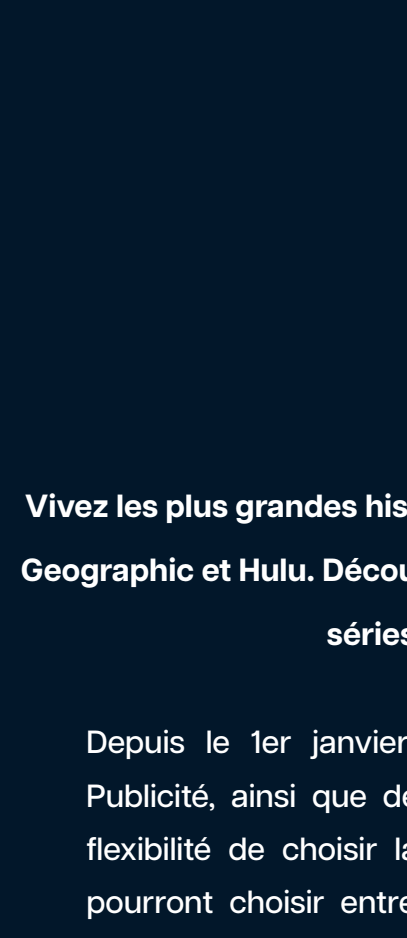 Vivez les plus grandes his
Geographic et Hulu. Décou
séries
Depuis le 1er janvier
Publicité, ainsi que de
flexibilité de choisir la
pourront choisir entre